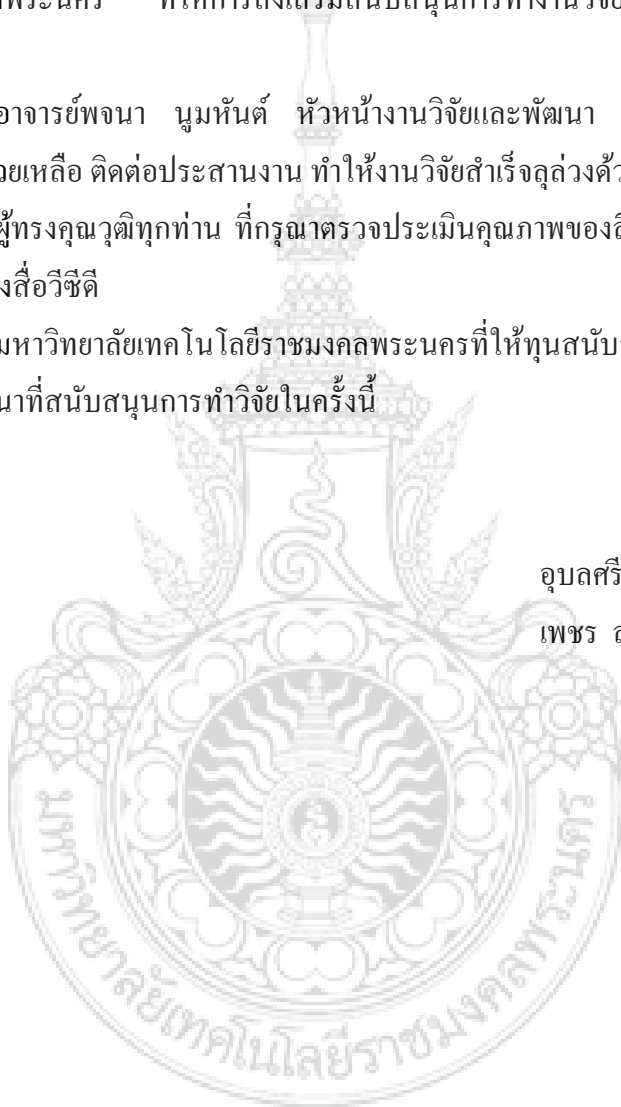 พระนคร ที่ให้การส่งเสริมสนับสนุนการทำงานวิจัย
อาจารย์พจนา นูมหันต์ หัวหน้างานวิจัยและพัฒนา
วยเหลือ ติดต่อประสานงาน ทำให้งานวิจัยสำเร็จลุล่วงด้ว
ผู้ทรงคุณวุฒิทุกท่าน ที่กรุณาตรวจประเมินคุณภาพของสื
งสื่อวีซีดี
มหาวิทยาลัยเทคโนโลยีราชมงคลพระนครที่ให้ทุนสนับส
นาที่สนับสนุนการทำวิจัยในครั้งนี้
อุบลศรี
เพชร
มหาวิทยาลัยเทคโนโลยีราชมงคลพระนคร